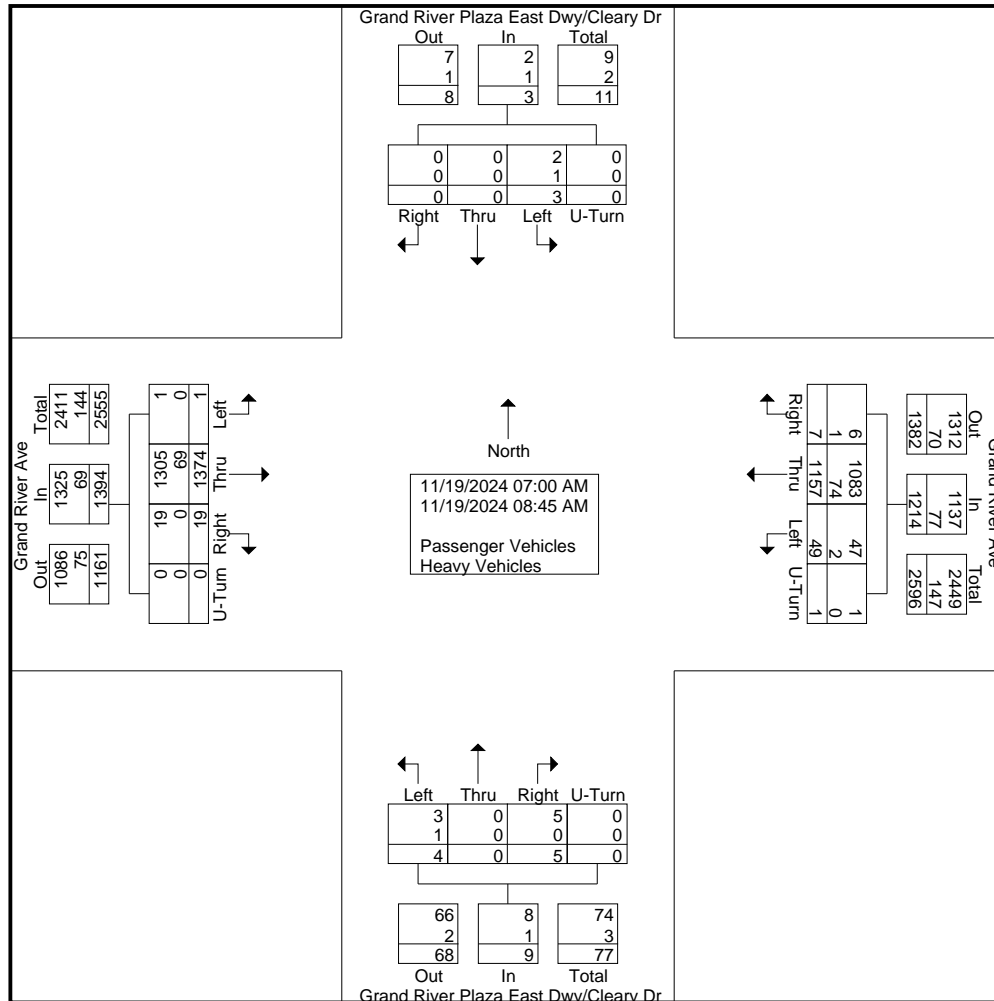 Grand River Plaza East Dwy/Cleary Dr
Out In Total
7 2 9
1 1 2
8 3 11
0 0 2 0
0 0 1 0
0 0 3 0
Right Thru Left U-Turn
Grand River Ave
Out In Total
1086 1325 2411
75 69 144
1161 1394 2555
Left Thru Right U-Turn
1 1305 19 0
0 69 0 0
1 1374 19 0
North
11/19/2024 07:00 AM
11/19/2024 08:45 AM
Passenger Vehicles
Heavy Vehicles
Right Thru Left U-Turn
6 1083 47 1
1 74 2 0
7 1157 49 1
Out In Total
1312 1137 2449
70 77 147
1382 1214 2596
Grand River Ave
Left Thru Right U-Turn
3 0 5 0
1 0 0 0
4 0 5 0
66 8 74
2 1 3
68 9 77
Out In Total
Grand River Plaza East Dwy/Cleary Dr